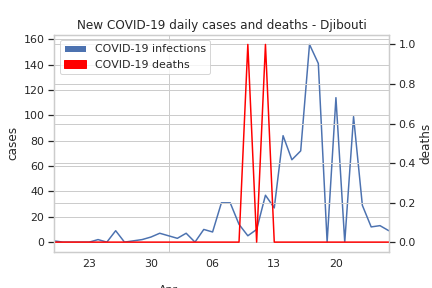 New COVID-19 daily cases and deaths - Djibouti
COVID-19 infections
COVID-19 deaths
160
140
120
100
80
60
40
20
0
cases
1.0
0.8
0.6
0.4
0.2
0.0
deaths
23 30 06 13 20
Apr